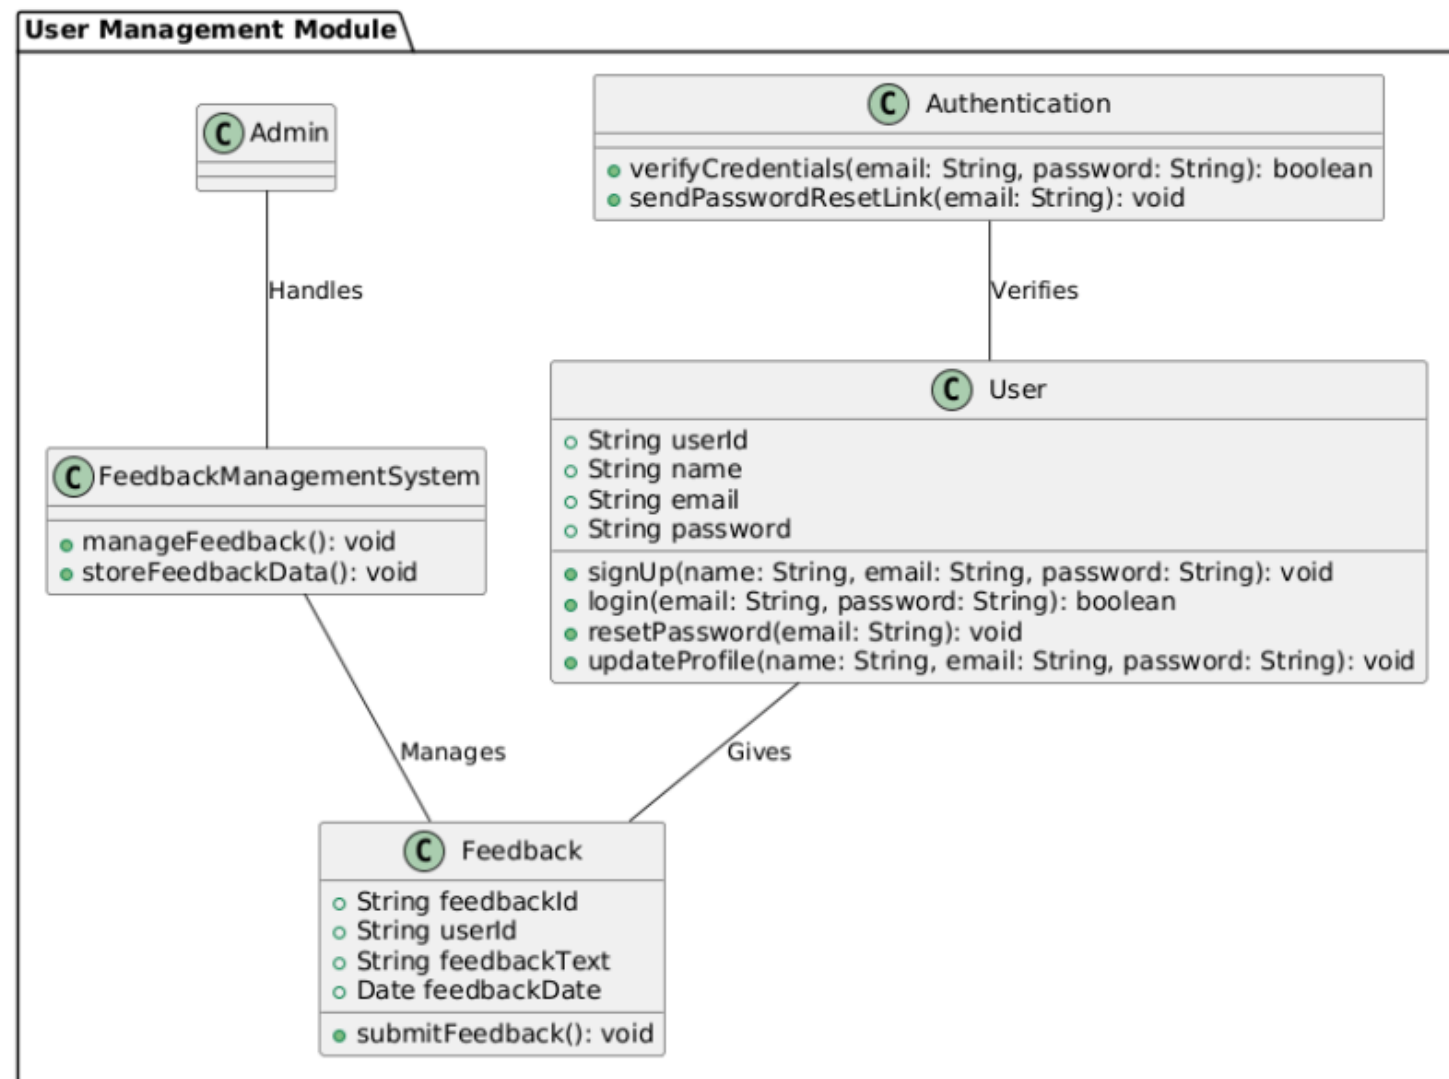 User Management Module
C Admin
C Authentication
verifyCredentials(email: String, password: String): boolean
sendPasswordResetLink(email: String): void
Handles
Verifies
C FeedbackManagementSystem
manageFeedback(): void
storeFeedbackData(): void
C User
String userId
String name
String email
String password
signUp(name: String, email: String, password: String): void
login(email: String, password: String): boolean
resetPassword(email: String): void
updateProfile(name: String, email: String, password: String): void
Manages
Gives
C Feedback
String feedbackId
String userId
String feedbackText
Date feedbackDate
submitFeedback(): void